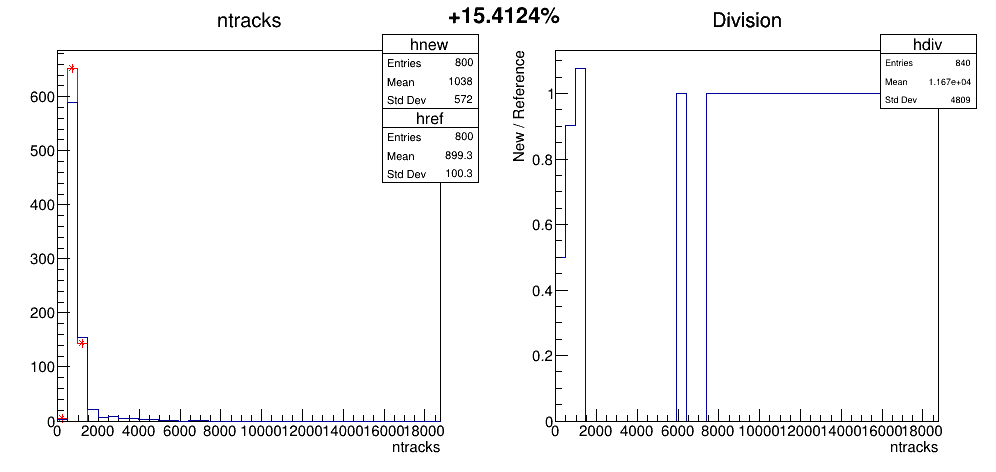 +15.4124%
ntracks
hnew
Entries 800
Mean 1038
Std Dev 572
href
Entries 800
Mean 899.3
Std Dev 100.3
600
500
400
300
200
100
0
0 2000 4000 6000 8000 10000 12000 14000 16000 18000
ntracks
Division
hdiv
Entries 840
Mean 1.167e+04
Std Dev 4809
New / Reference
1
0.8
0.6
0.4
0.2
0
0 2000 4000 6000 8000 10000 12000 14000 16000 18000
ntracks